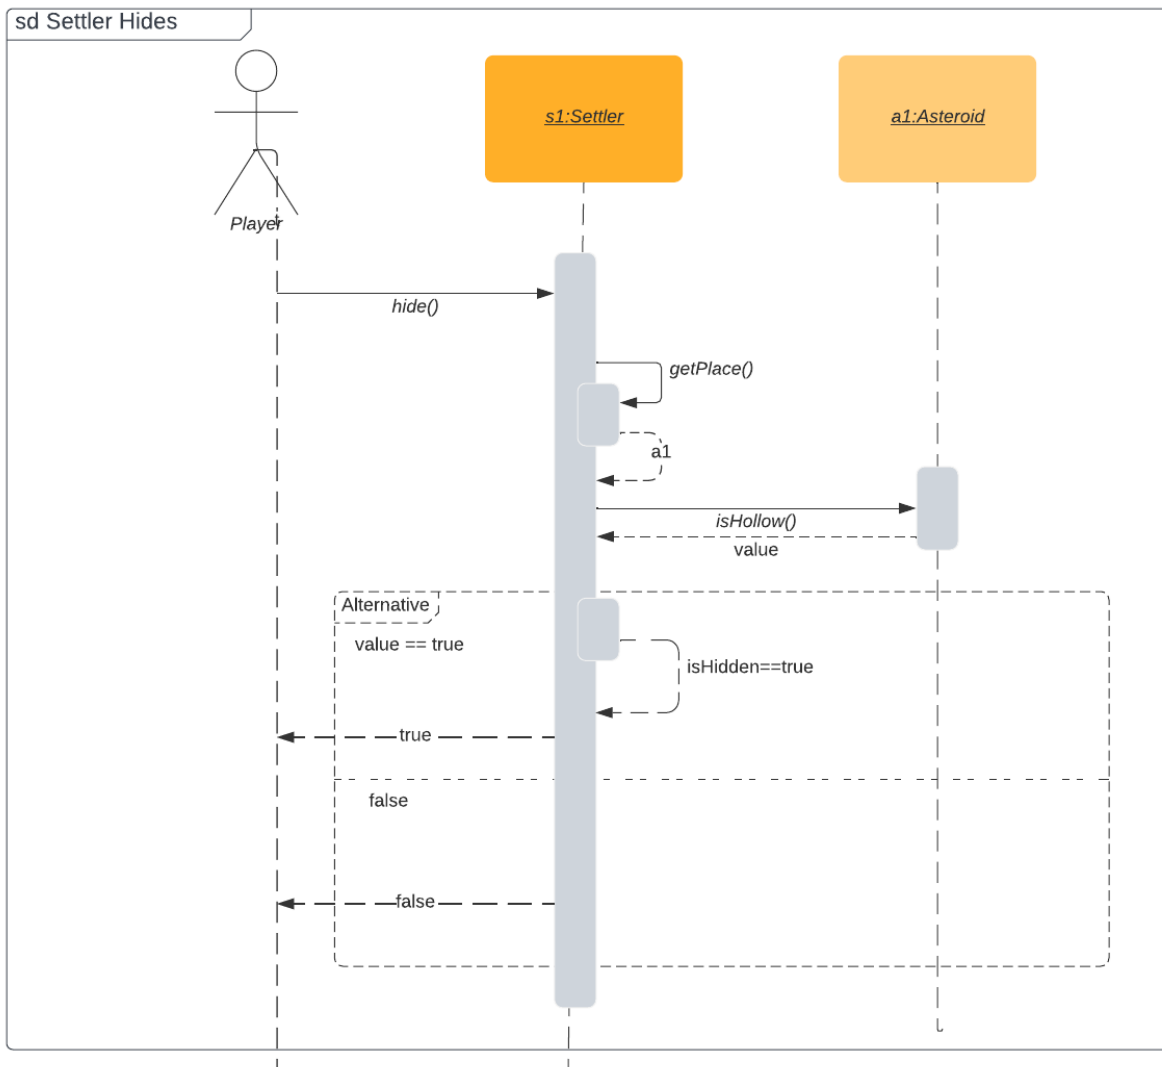 sd Settler Hides
s1:Settler
a1:Asteroid
Player
hide()
getPlace()
a1
isHollow()
value
Alternative
value == true
isHidden==true
true
false
false